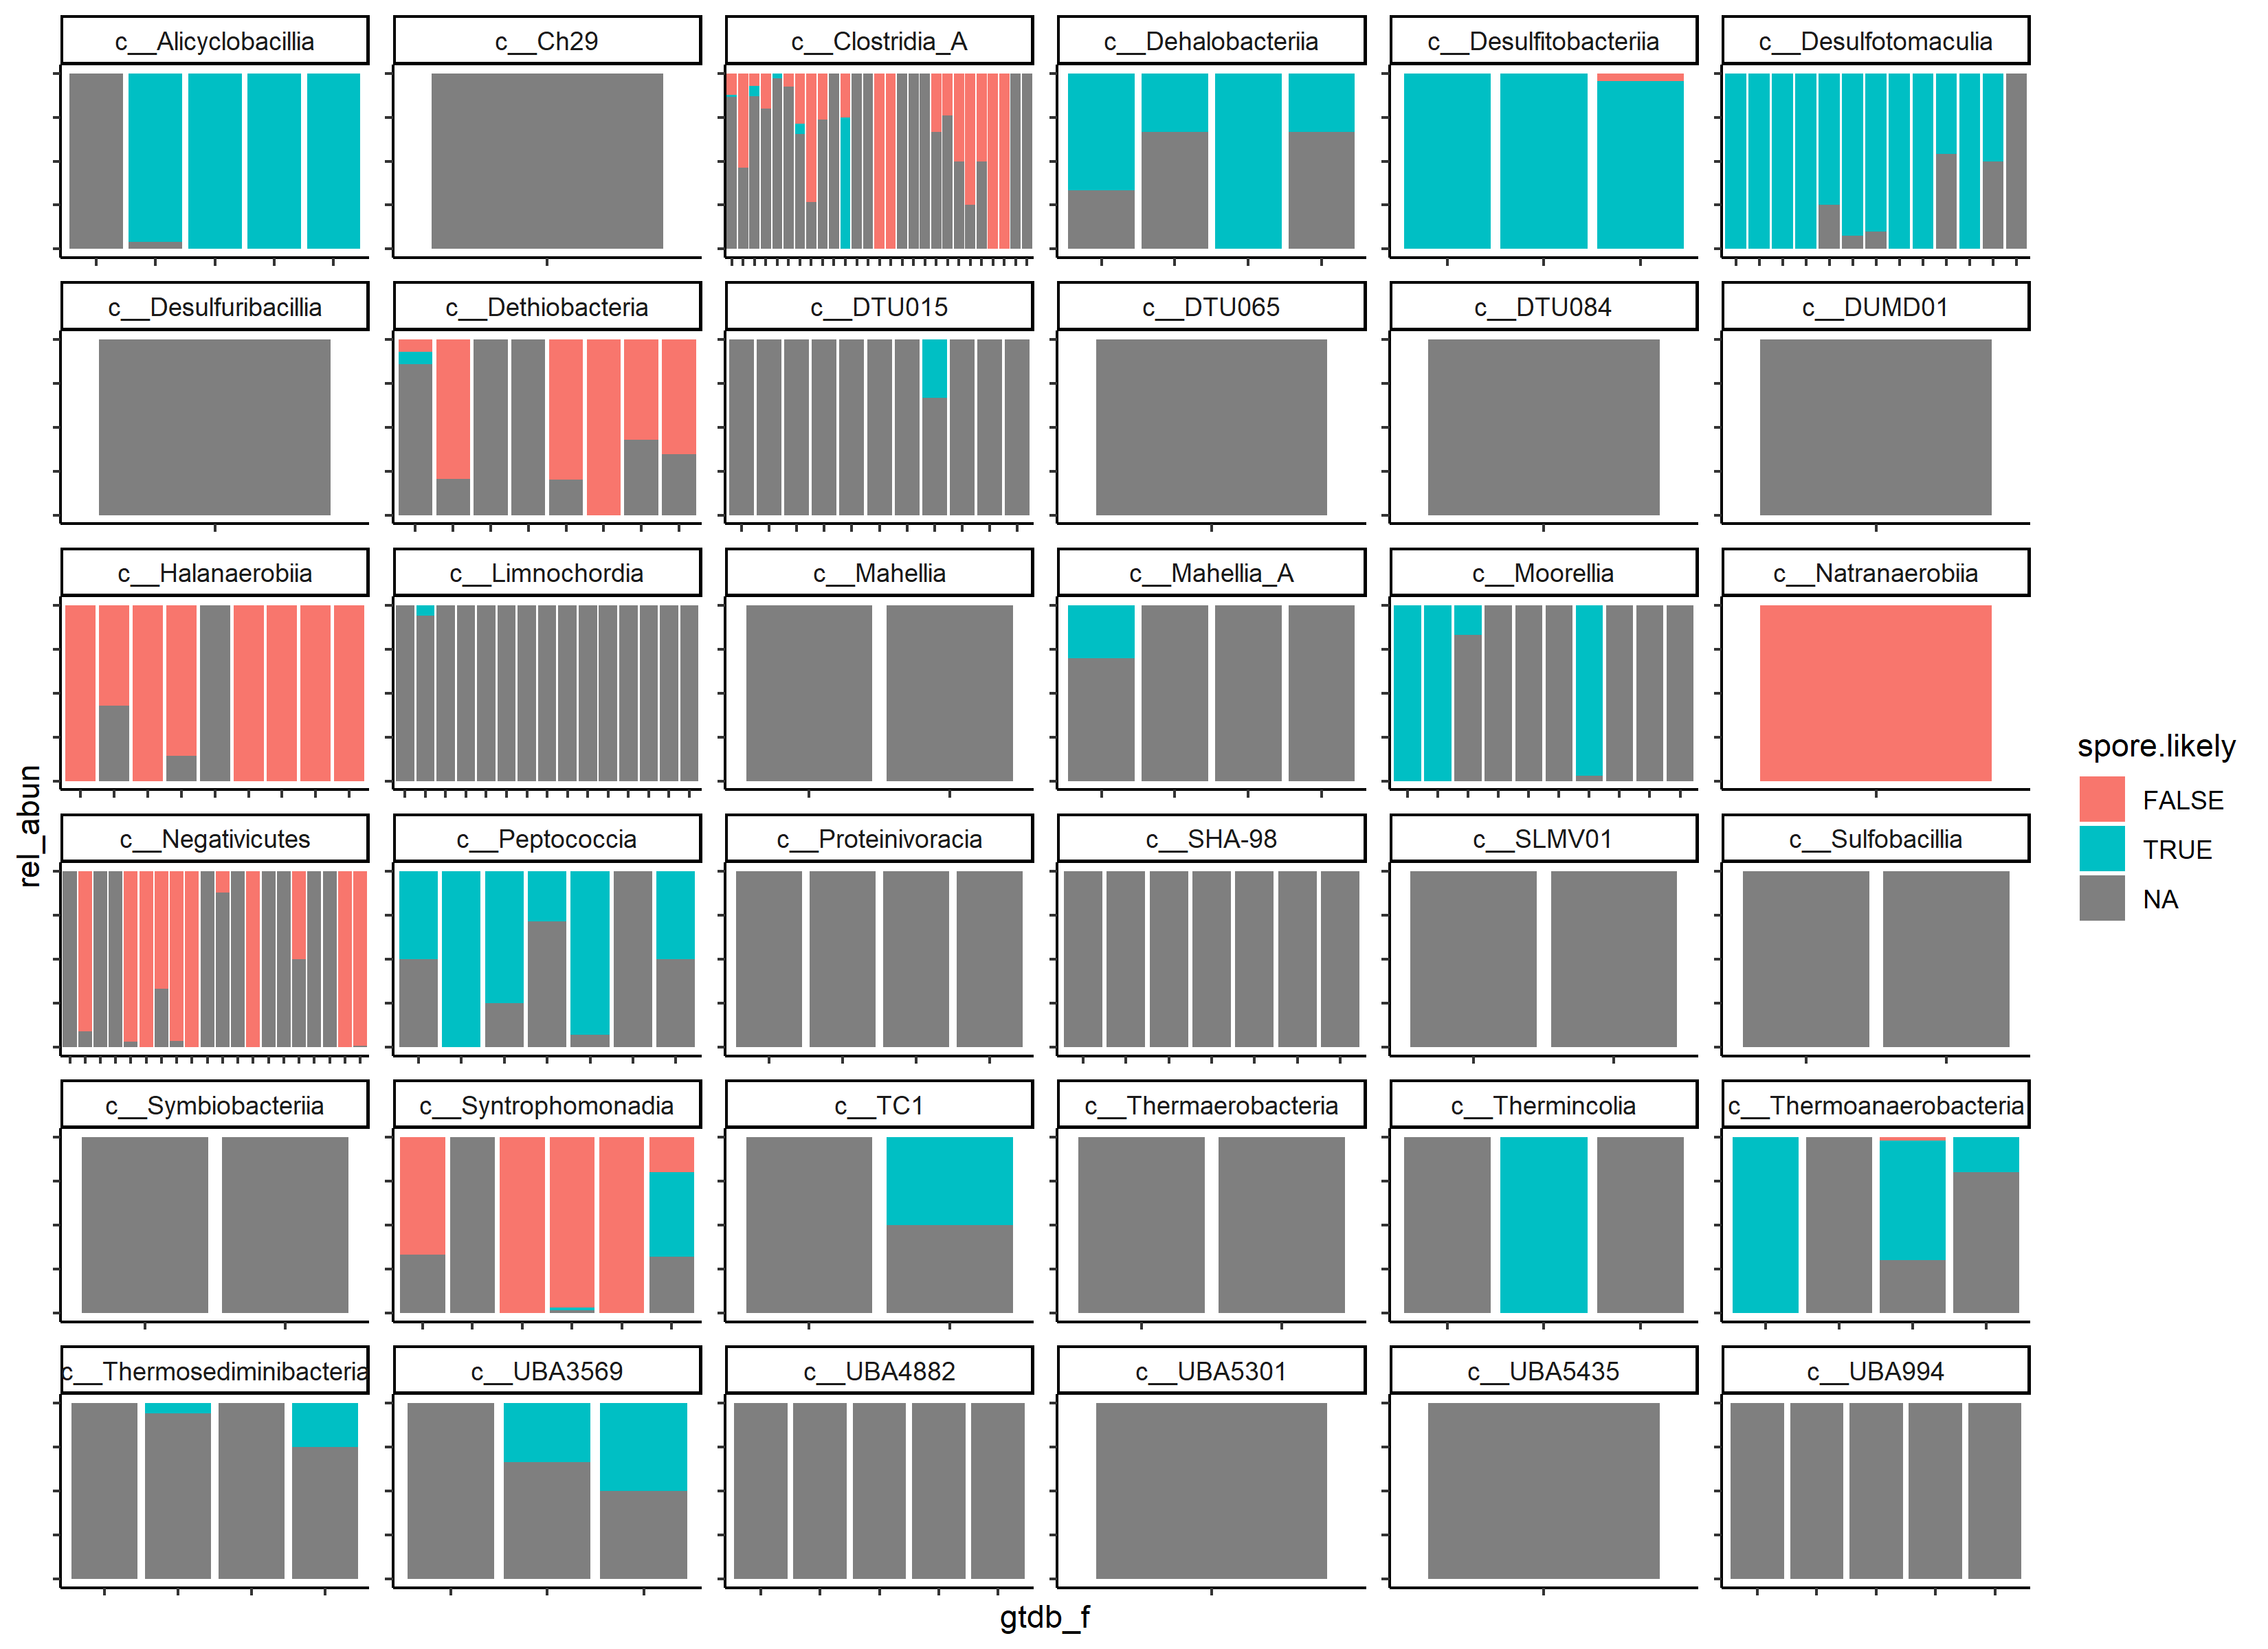 c__Alicyclobacillia
c__Ch29
c__Clostridia_A
c__Dehalobacteriia
c__Desulfitobacteriia
c__Desulfotomaculia
c__Desulfuribacillia
c__Dethiobacteria
c__DTU015
c__DTU065
c__DTU084
c__DUMD01
c__Halanaerobiia
c__Limnochordia
c__Mahellia
c__Mahellia_A
c__Moorellia
c__Natranaerobiia
c__Negativicutes
c__Peptococcia
c__Proteinivoracia
c__SHA-98
c__SLMV01
c__Sulfobacillia
c__Symbiobacteriia
c__Syntrophomonadia
c__TC1
c__Thermaerobacteria
c__Thermincolia
c__Thermoanaerobacteria
c__Thermosediminibacteria
c__UBA3569
c__UBA4882
c__UBA5301
c__UBA5435
c__UBA994
rel_abun
gtdb_f
spore.likely
FALSE
TRUE
NA